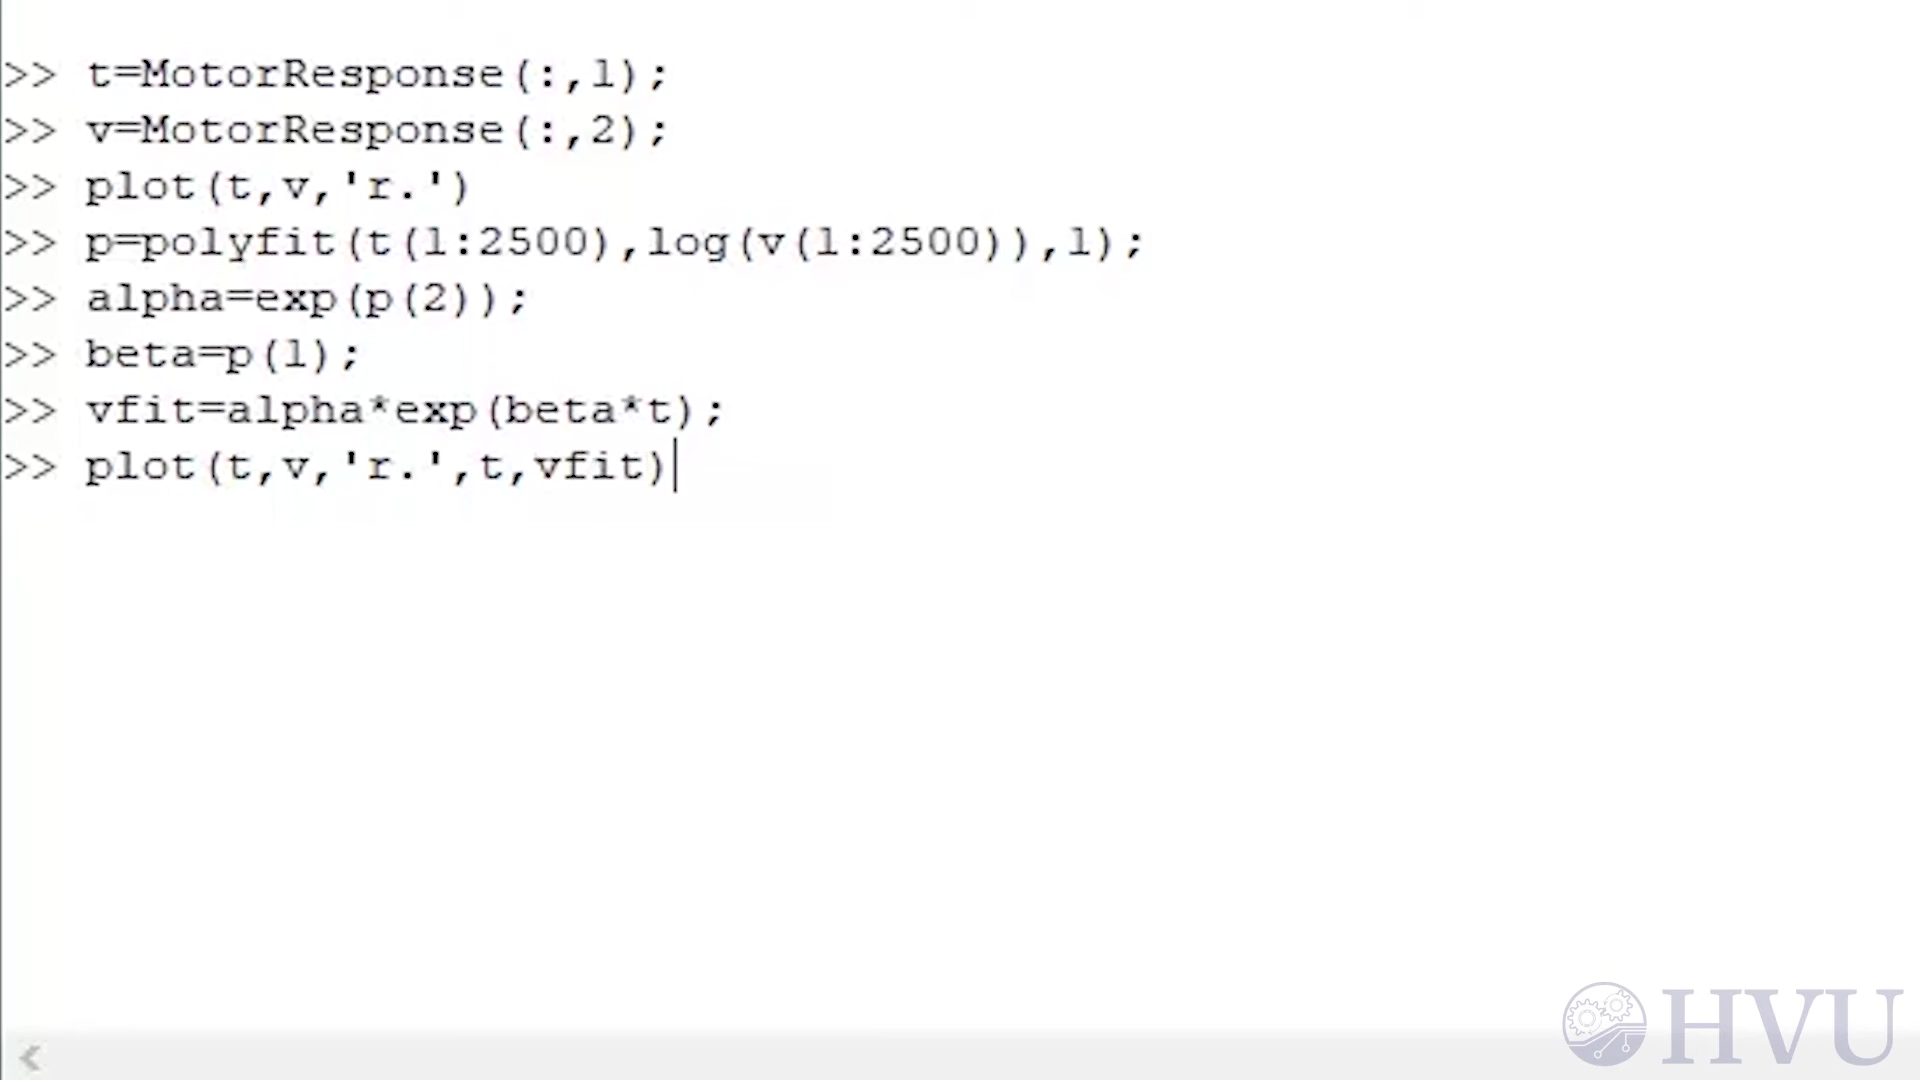 >> t=MotorResponse(:,1);
>> v=MotorResponse(:,2);
>> plot(t,v,'r.')
>> p=polyfit(t(1:2500),log(v(1:2500)),1);
>> alpha=exp(p(2));
>> beta=p(1);
>> vfit=alpha*exp(beta*t);
>> plot(t,v,'r.',t,vfit)
HVU